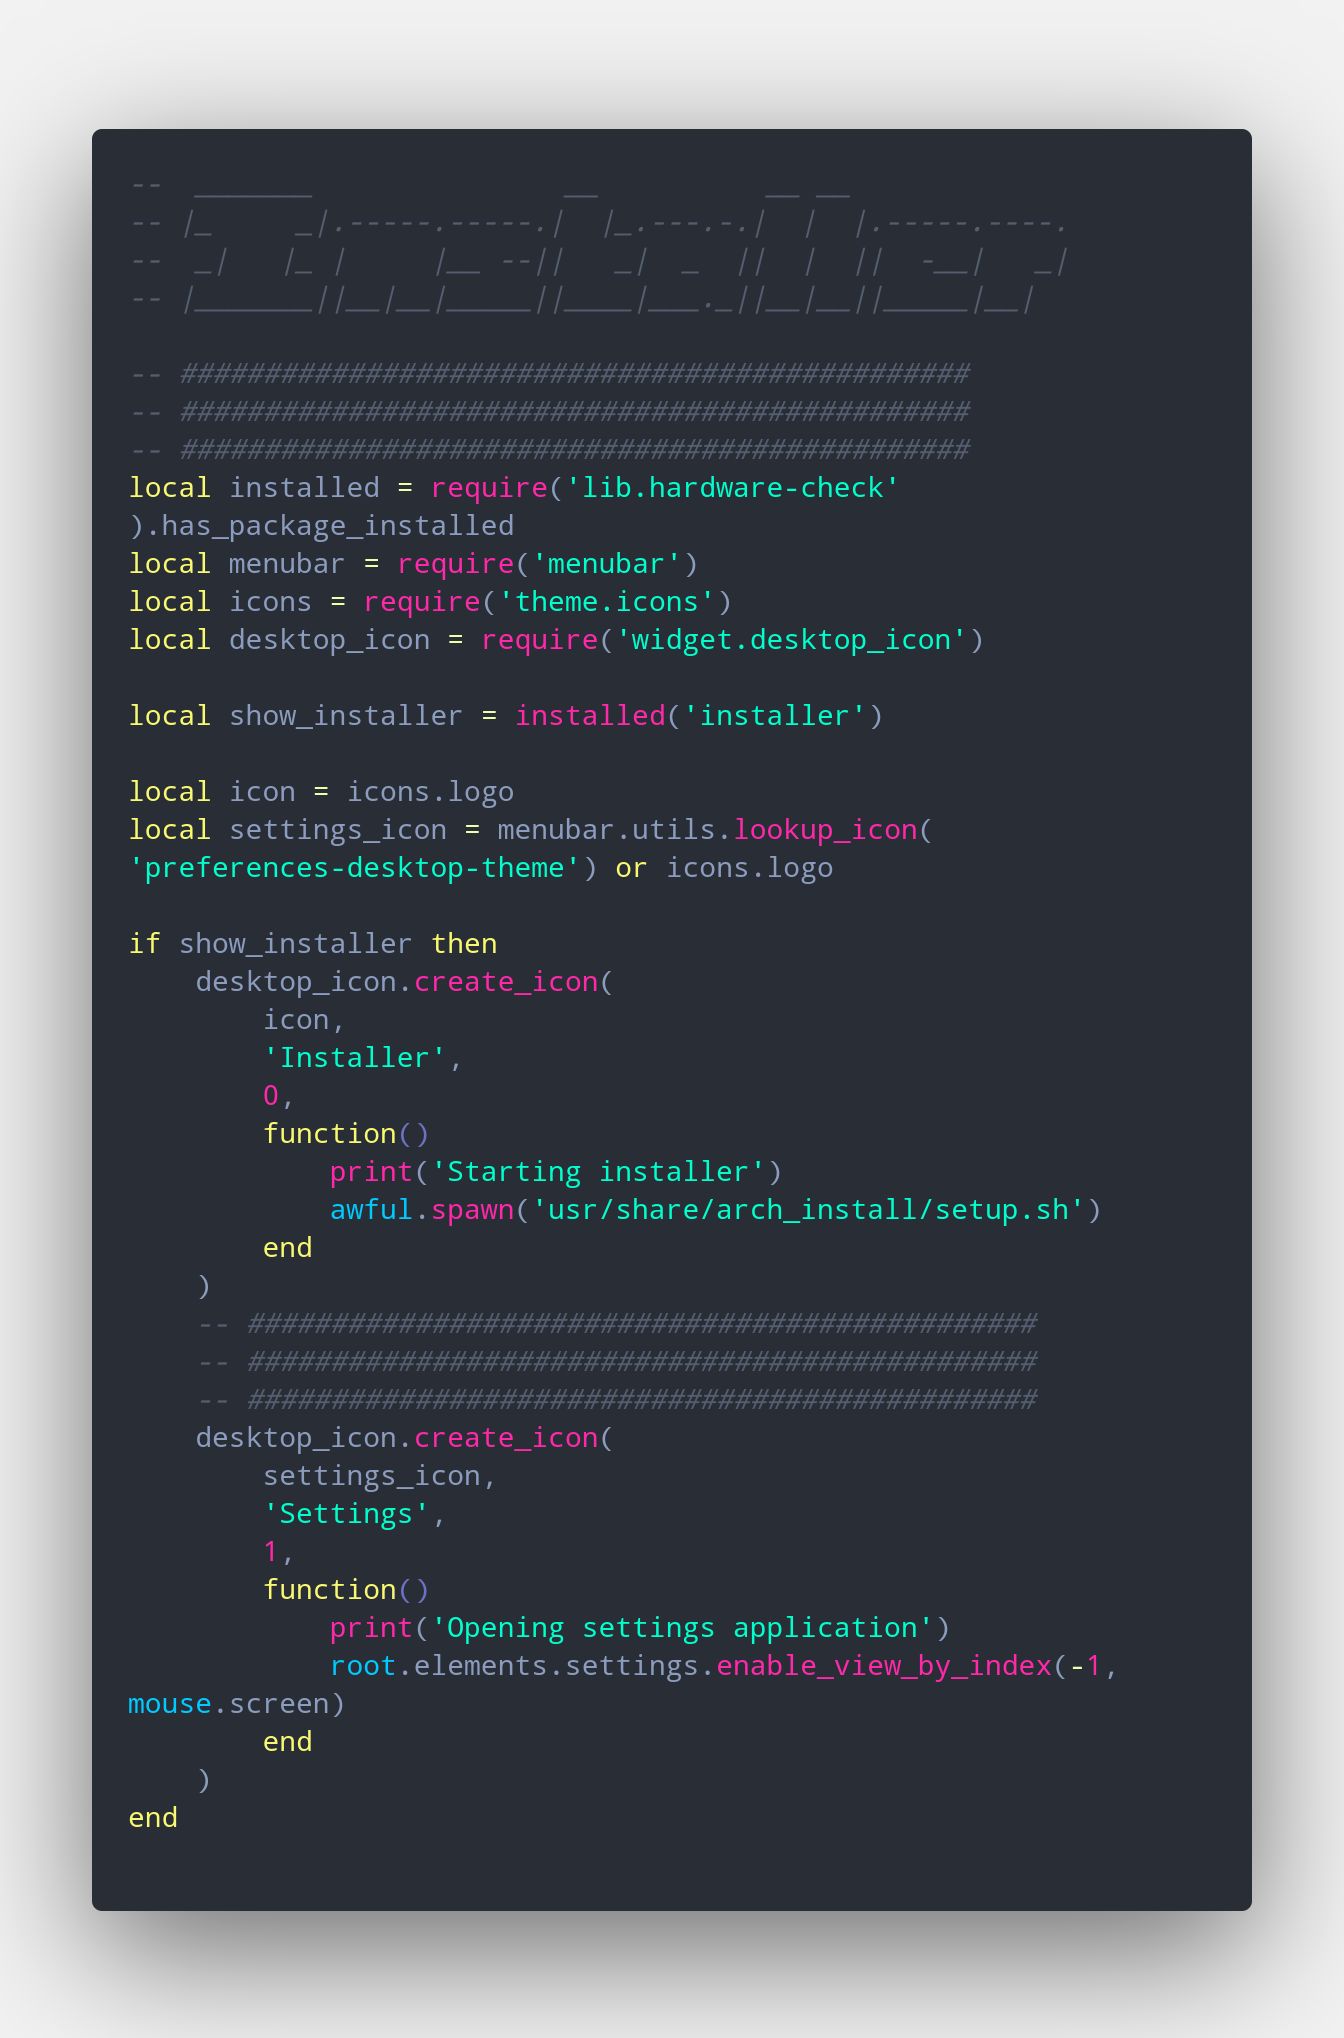 --  _______               __          __ __
-- |_     _|.-----.-----.|  |_.---.-.|  |  |.-----.----.
--  _|   |_ |     |__ --||   _|  _  ||  |  ||  -__|   _|
-- |_______||__|__|_____||____|___._||__|__||_____|__|
-- ###############################################
-- ###############################################
-- ###############################################
local installed = require('lib.hardware-check'
).has_package_installed
local menubar = require('menubar')
local icons = require('theme.icons')
local desktop_icon = require('widget.desktop_icon')
local show_installer = installed('installer')
local icon = icons.logo
local settings_icon = menubar.utils.lookup_icon(
'preferences-desktop-theme') or icons.logo
if show_installer then
    desktop_icon.create_icon(
        icon,
        'Installer',
        0,
        function()
            print('Starting installer')
            awful.spawn('usr/share/arch_install/setup.sh')
        end
    )
    -- ###############################################
    -- ###############################################
    -- ###############################################
    desktop_icon.create_icon(
        settings_icon,
        'Settings',
        1,
        function()
            print('Opening settings application')
            root.elements.settings.enable_view_by_index(-1,
mouse.screen)
        end
    )
end